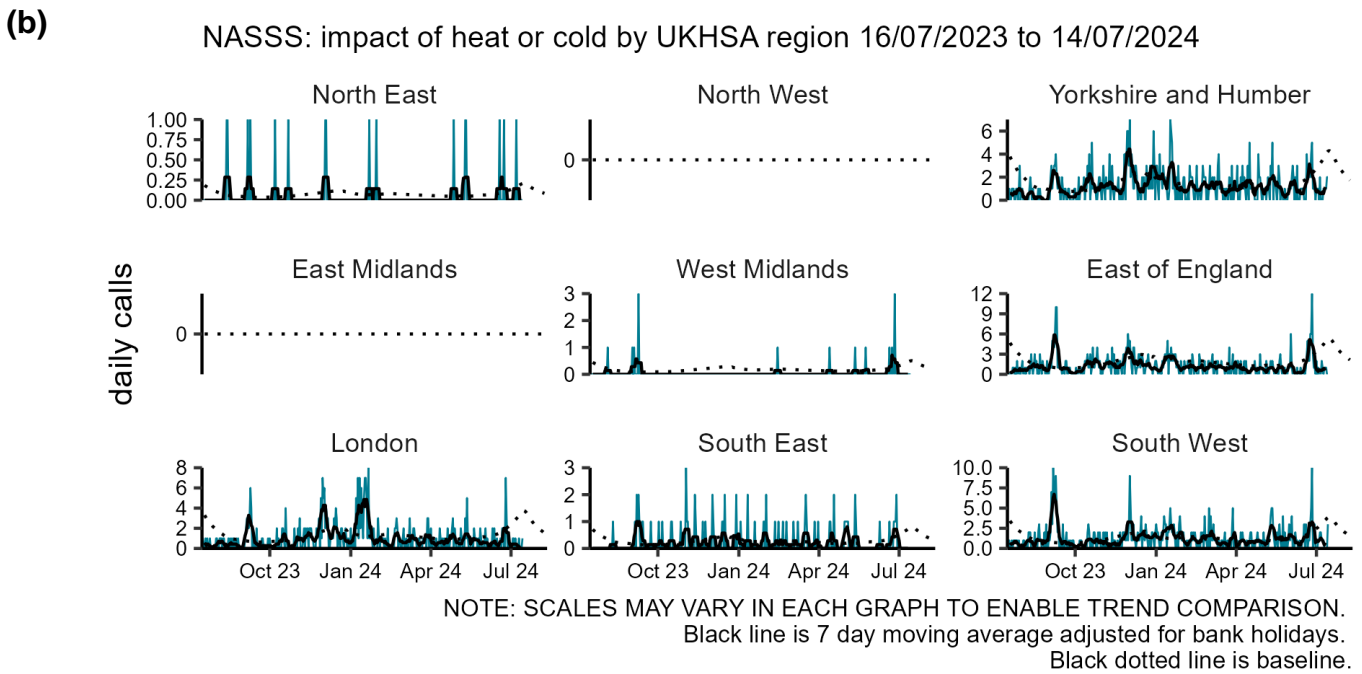 (b)
NASSS: impact of heat or cold by UKHSA region 16/07/2023 to 14/07/2024
daily calls
North East
1.00
0.75
0.50
0.25
0.00
North West
0
Yorkshire and Humber
6
4
2
0
East Midlands
0
West Midlands
3
2
1
0
East of England
12
9
6
3
0
London
8
6
4
2
0
Oct 23 Jan 24 Apr 24 Jul 24
South East
3
2
1
0
Oct 23 Jan 24 Apr 24 Jul 24
South West
10.0
7.5
5.0
2.5
0.0
Oct 23 Jan 24 Apr 24 Jul 24
NOTE: SCALES MAY VARY IN EACH GRAPH TO ENABLE TREND COMPARISON.
Black line is 7 day moving average adjusted for bank holidays.
Black dotted line is baseline.